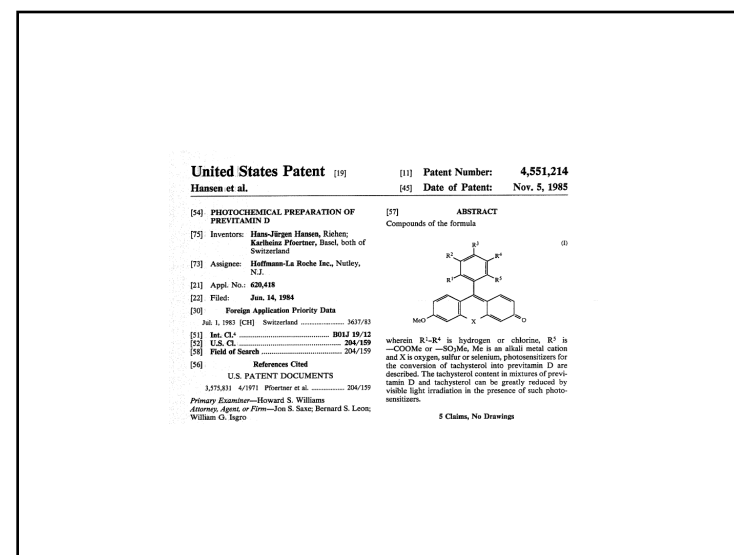 United States Patent [19]
Hansen et al.
[11] Patent Number: 4,551,214
[45] Date of Patent: Nov. 5, 1985
[54] PHOTOCHEMICAL PREPARATION OF
PREVITAMIN D
[75] Inventors: Hans-Jürgen Hansen, Riehen;
Karlheinz Pfoertner, Basel, both of
Switzerland
[73] Assignee: Hoffmann-La Roche Inc., Nutley,
N.J.
[21] Appl. No.: 620,418
[22] Filed: Jun. 14, 1984
[30] Foreign Application Priority Data
Jul. 1, 1983 [CH] Switzerland ..................... 3637/83
[51] Int. Cl.⁴ ............................................. B01J 19/12
[52] U.S. Cl. .................................................. 204/159
[58] Field of Search ...................................... 204/159
[56] References Cited
U.S. PATENT DOCUMENTS
3,575,831 4/1971 Pfoertner et al. .................. 204/159
Primary Examiner—Howard S. Williams
Attorney, Agent, or Firm—Jon S. Saxe; Bernard S. Leon;
William G. Isgro
[57] ABSTRACT
Compounds of the formula
R³
R² R⁴ (I)
R¹ R⁵
MeO X O
wherein R¹-R⁴ is hydrogen or chlorine, R⁵ is
—COOMe or —SO₃Me, Me is an alkali metal cation
and X is oxygen, sulfur or selenium, photosensitizers for
the conversion of tachysterol into previtamin D are
described. The tachysterol content in mixtures of previ-
tamin D and tachysterol can be greatly reduced by
visible light irradiation in the presence of such photo-
sensitizers.
5 Claims, No Drawings